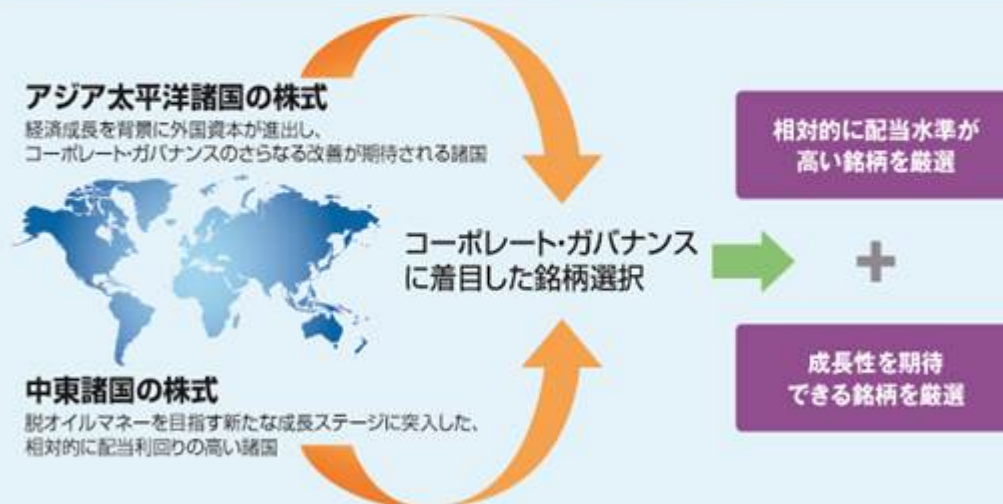 アジア太平洋諸国の株式
経済成長を背景に外国資本が進出し、
コーポレート・ガバナンスのさらなる改善が期待される諸国
コーポレート・ガバナンス
に着目した銘柄選択
中東諸国の株式
脱オイルマネーを目指す新たな成長ステージに突入した、
相対的に配当利回りの高い諸国
相対的に配当水準が
高い銘柄を厳選
+
成長性を期待
できる銘柄を厳選